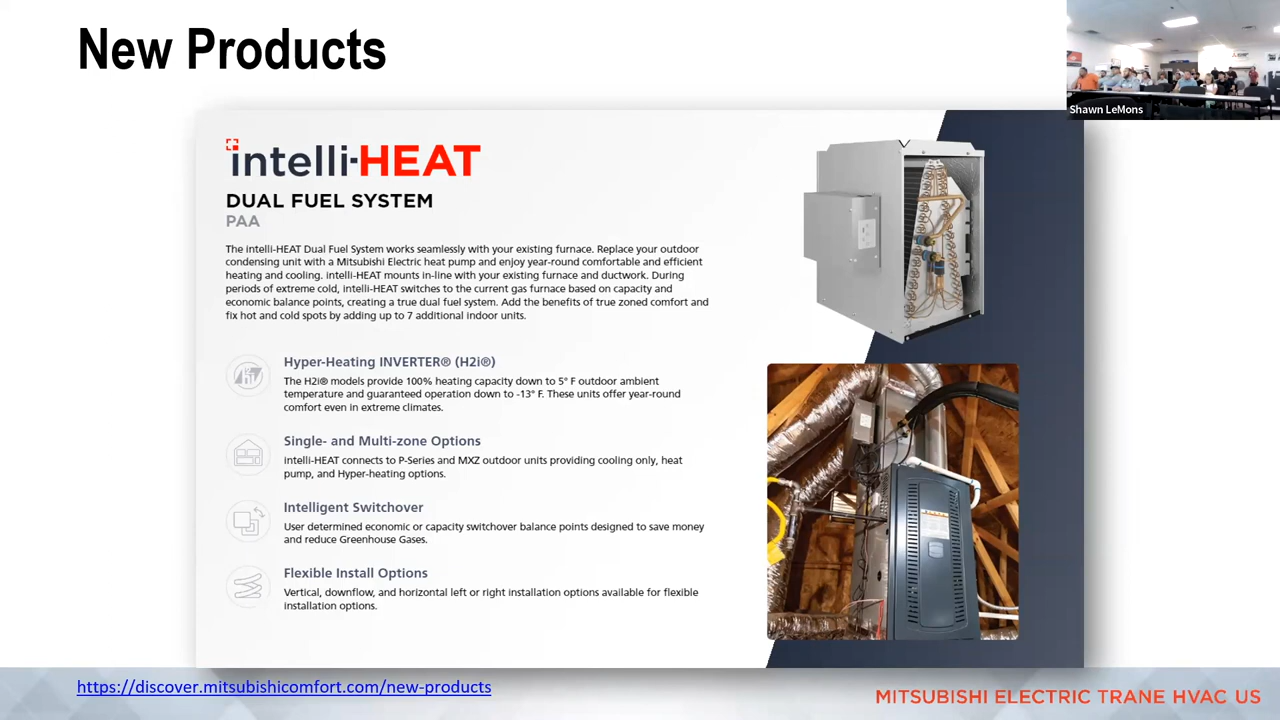 New Products
Shawn LeMons
intelli-HEAT
DUAL FUEL SYSTEM
PAA
The intelli-HEAT Dual Fuel System works seamlessly with your existing furnace. Replace your outdoor
condensing unit with a Mitsubishi Electric heat pump and enjoy year-round comfortable and efficient
heating and cooling. intelli-HEAT mounts in-line with your existing furnace and ductwork. During
periods of extreme cold, intelli-HEAT switches to the current gas furnace based on capacity and
economic balance points, creating a true dual fuel system. Add the benefits of true zoned comfort and
fix hot and cold spots by adding up to 7 additional indoor units.
Hyper-Heating INVERTER® (H2i®)
The H2i® models provide 100% heating capacity down to 5° F outdoor ambient
temperature and guaranteed operation down to -13° F. These units offer year-round
comfort even in extreme climates.
Single- and Multi-zone Options
intelli-HEAT connects to P-Series and MXZ outdoor units providing cooling only, heat
pump, and Hyper-heating options.
Intelligent Switchover
User determined economic or capacity switchover balance points designed to save money
and reduce Greenhouse Gases.
Flexible Install Options
Vertical, downflow, and horizontal left or right installation options available for flexible
installation options.
https://discover.mitsubishicomfort.com/new-products
MITSUBISHI ELECTRIC TRANE HVAC US